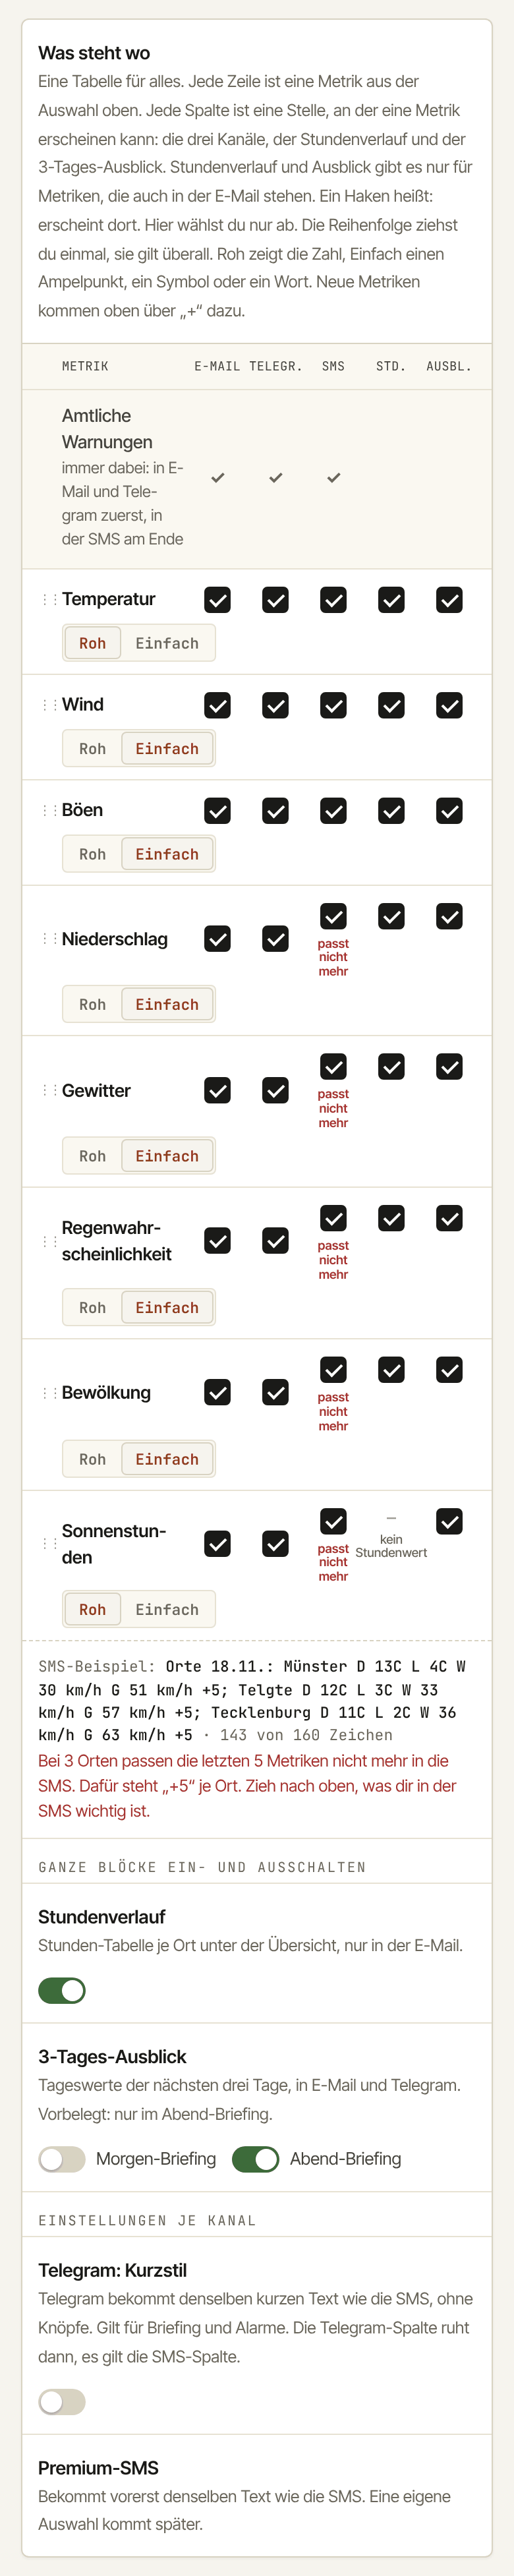 Was steht wo
Eine Tabelle für alles. Jede Zeile ist eine Metrik aus der
Auswahl oben. Jede Spalte ist eine Stelle, an der eine Metrik
erscheinen kann: die drei Kanäle, der Stundenverlauf und der
3-Tages-Ausblick. Stundenverlauf und Ausblick gibt es nur für
Metriken, die auch in der E-Mail stehen. Ein Haken heißt:
erscheint dort. Hier wählst du nur ab. Die Reihenfolge ziehst
du einmal, sie gilt überall. Roh zeigt die Zahl, Einfach einen
Ampelpunkt, ein Symbol oder ein Wort. Neue Metriken
kommen oben über „+“ dazu.
METRIK E-MAIL TELEGR. SMS STD. AUSBL.
Amtliche
Warnungen
immer dabei: in E-
Mail und Tele-
gram zuerst, in
der SMS am Ende
Temperatur
Roh Einfach
Wind
Roh Einfach
Böen
Roh Einfach
Niederschlag
passt
nicht
mehr
Roh Einfach
Gewitter
passt
nicht
mehr
Roh Einfach
Regenwahr-
scheinlichkeit
passt
nicht
mehr
Roh Einfach
Bewölkung
passt
nicht
mehr
Roh Einfach
Sonnenstun-
den
passt
nicht
mehr
–
kein
Stundenwert
Roh Einfach
SMS-Beispiel: Orte 18.11.: Münster D 13C L 4C W
30 km/h G 51 km/h +5; Telgte D 12C L 3C W 33
km/h G 57 km/h +5; Tecklenburg D 11C L 2C W 36
km/h G 63 km/h +5 · 143 von 160 Zeichen
Bei 3 Orten passen die letzten 5 Metriken nicht mehr in die
SMS. Dafür steht „+5“ je Ort. Zieh nach oben, was dir in der
SMS wichtig ist.
GANZE BLÖCKE EIN- UND AUSSCHALTEN
Stundenverlauf
Stunden-Tabelle je Ort unter der Übersicht, nur in der E-Mail.
3-Tages-Ausblick
Tageswerte der nächsten drei Tage, in E-Mail und Telegram.
Vorbelegt: nur im Abend-Briefing.
Morgen-Briefing Abend-Briefing
EINSTELLUNGEN JE KANAL
Telegram: Kurzstil
Telegram bekommt denselben kurzen Text wie die SMS, ohne
Knöpfe. Gilt für Briefing und Alarme. Die Telegram-Spalte ruht
dann, es gilt die SMS-Spalte.
Premium-SMS
Bekommt vorerst denselben Text wie die SMS. Eine eigene
Auswahl kommt später.